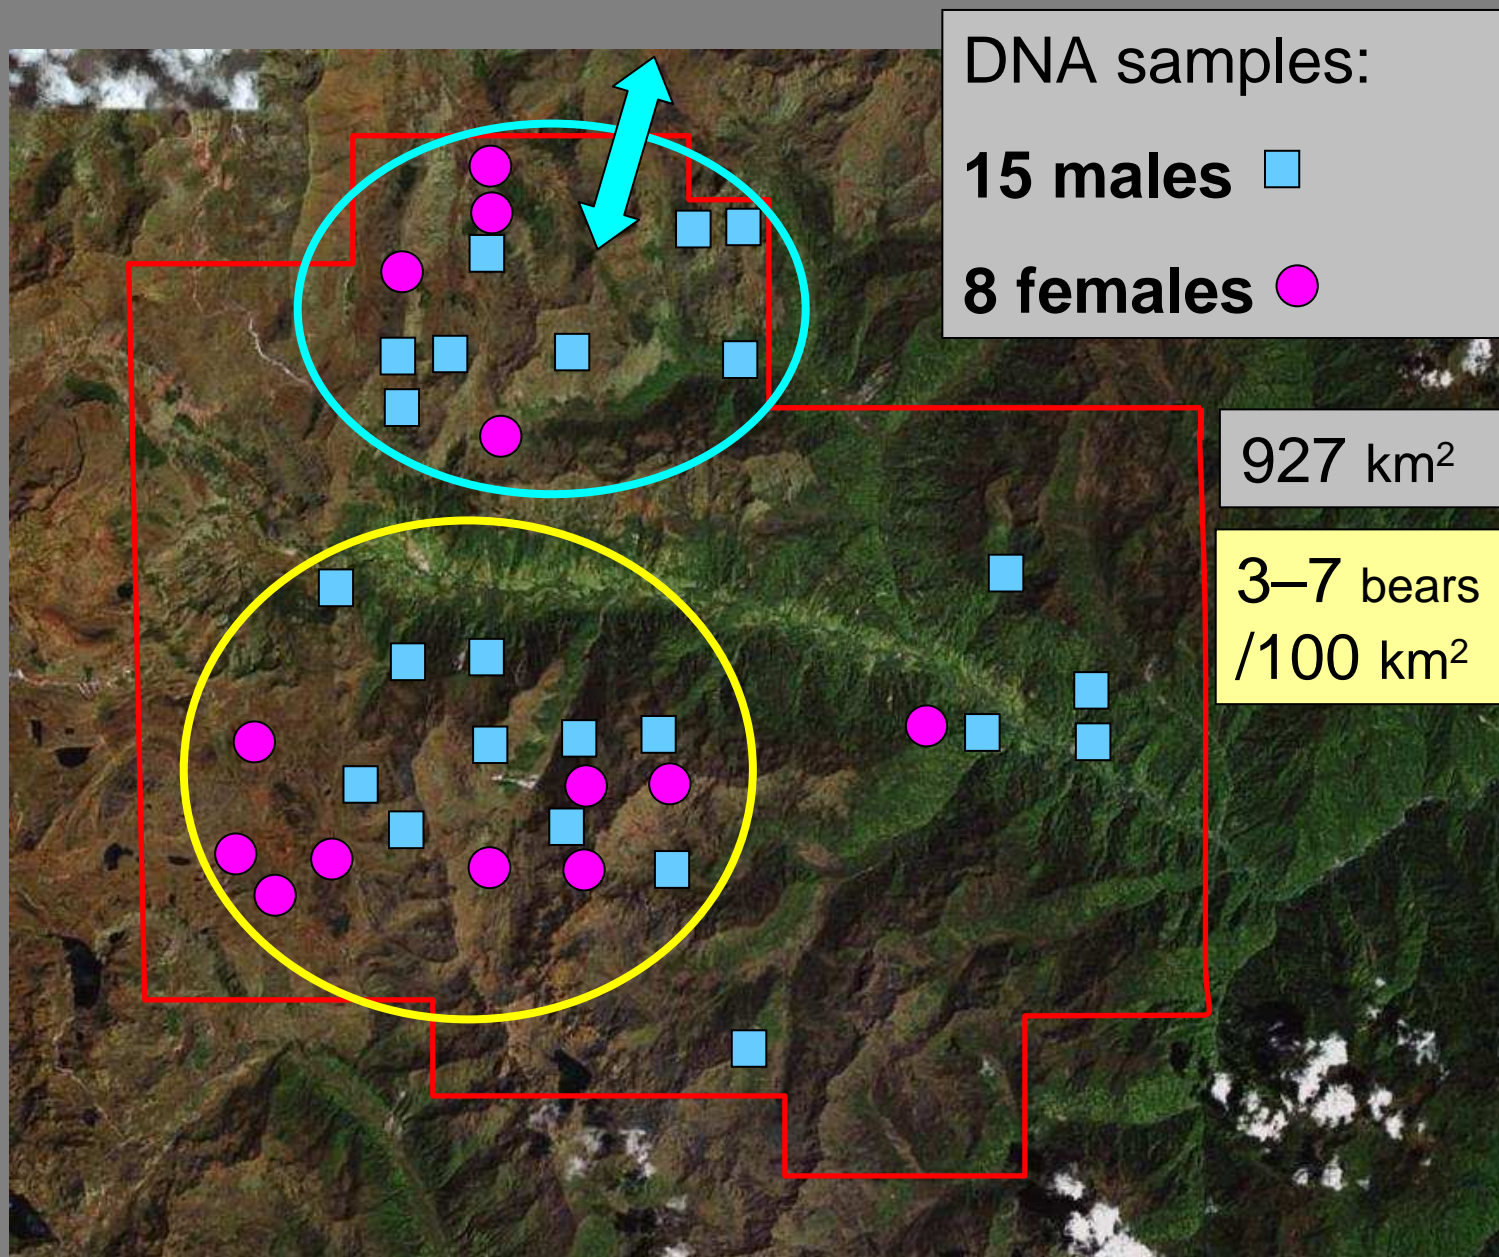 DNA samples:
15 males
8 females
927 km²
3–7 bears
/100 km²